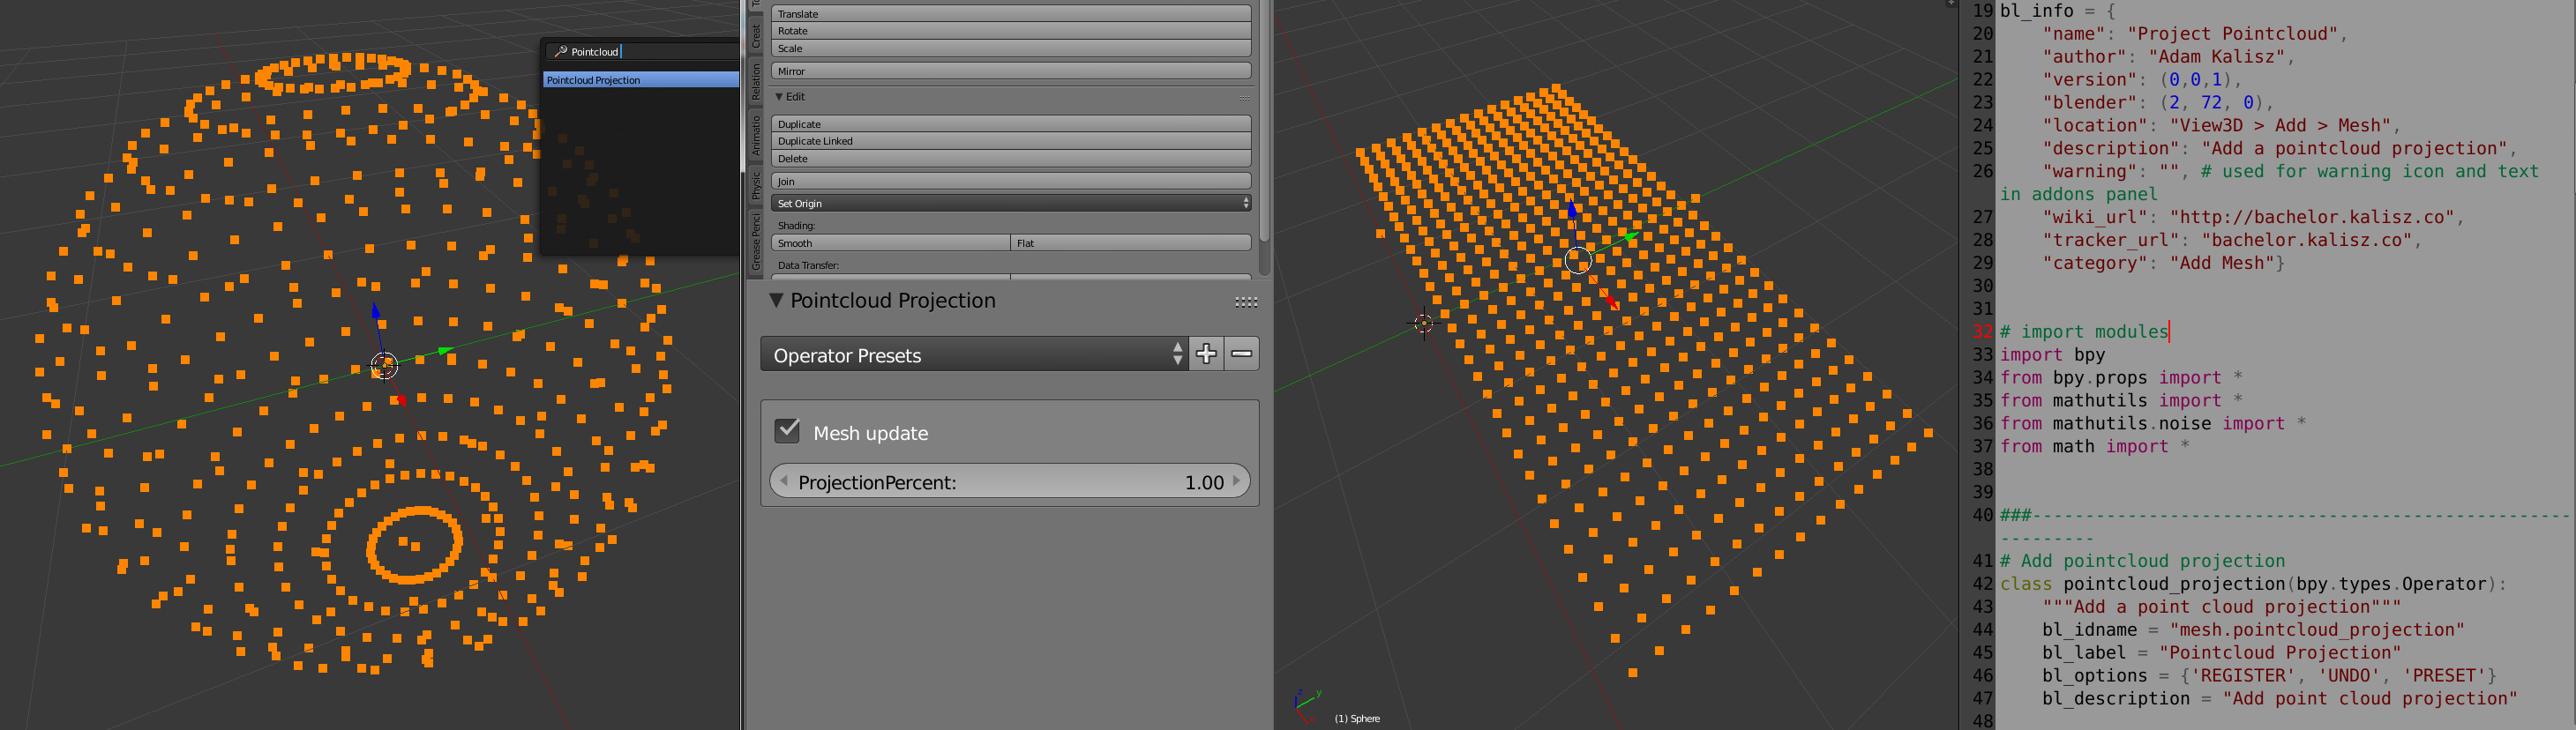 Pointcloud
Pointcloud Projection
Creat
Relation
Animatio
Physic
Grease Penci
Translate
Rotate
Scale
Mirror
Edit
Duplicate
Duplicate Linked
Delete
Join
Set Origin
Shading:
Smooth
Flat
Data Transfer:
Pointcloud Projection
Operator Presets
Mesh update
ProjectionPercent: 1.00
z
y
(1) Sphere
19 bl_info = {
20 "name": "Project Pointcloud",
21 "author": "Adam Kalisz",
22 "version": (0,0,1),
23 "blender": (2, 72, 0),
24 "location": "View3D > Add > Mesh",
25 "description": "Add a pointcloud projection",
26 "warning": "", # used for warning icon and text
in addons panel
27 "wiki_url": "http://bachelor.kalisz.co",
28 "tracker_url": "bachelor.kalisz.co",
29 "category": "Add Mesh"}
30
31
32 # import modules
33 import bpy
34 from bpy.props import *
35 from mathutils import *
36 from mathutils.noise import *
37 from math import *
38
39
40 ###---------------------------------------------------
---------
41 # Add pointcloud projection
42 class pointcloud_projection(bpy.types.Operator):
43 """Add a point cloud projection"""
44 bl_idname = "mesh.pointcloud_projection"
45 bl_label = "Pointcloud Projection"
46 bl_options = {'REGISTER', 'UNDO', 'PRESET'}
47 bl_description = "Add point cloud projection"
48